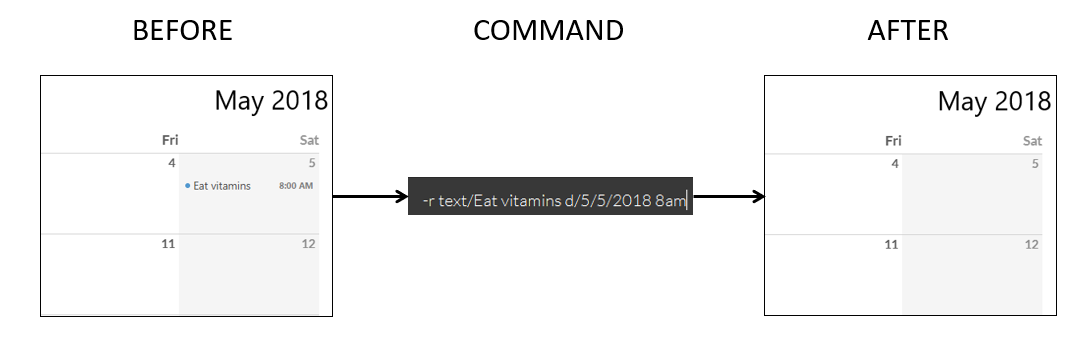 BEFORE COMMAND AFTER
May 2018
Fri Sat
4 5
Eat vitamins 8:00 AM
11 12
-r text/Eat vitamins d/5/5/2018 8am
May 2018
Fri Sat
4 5
11 12